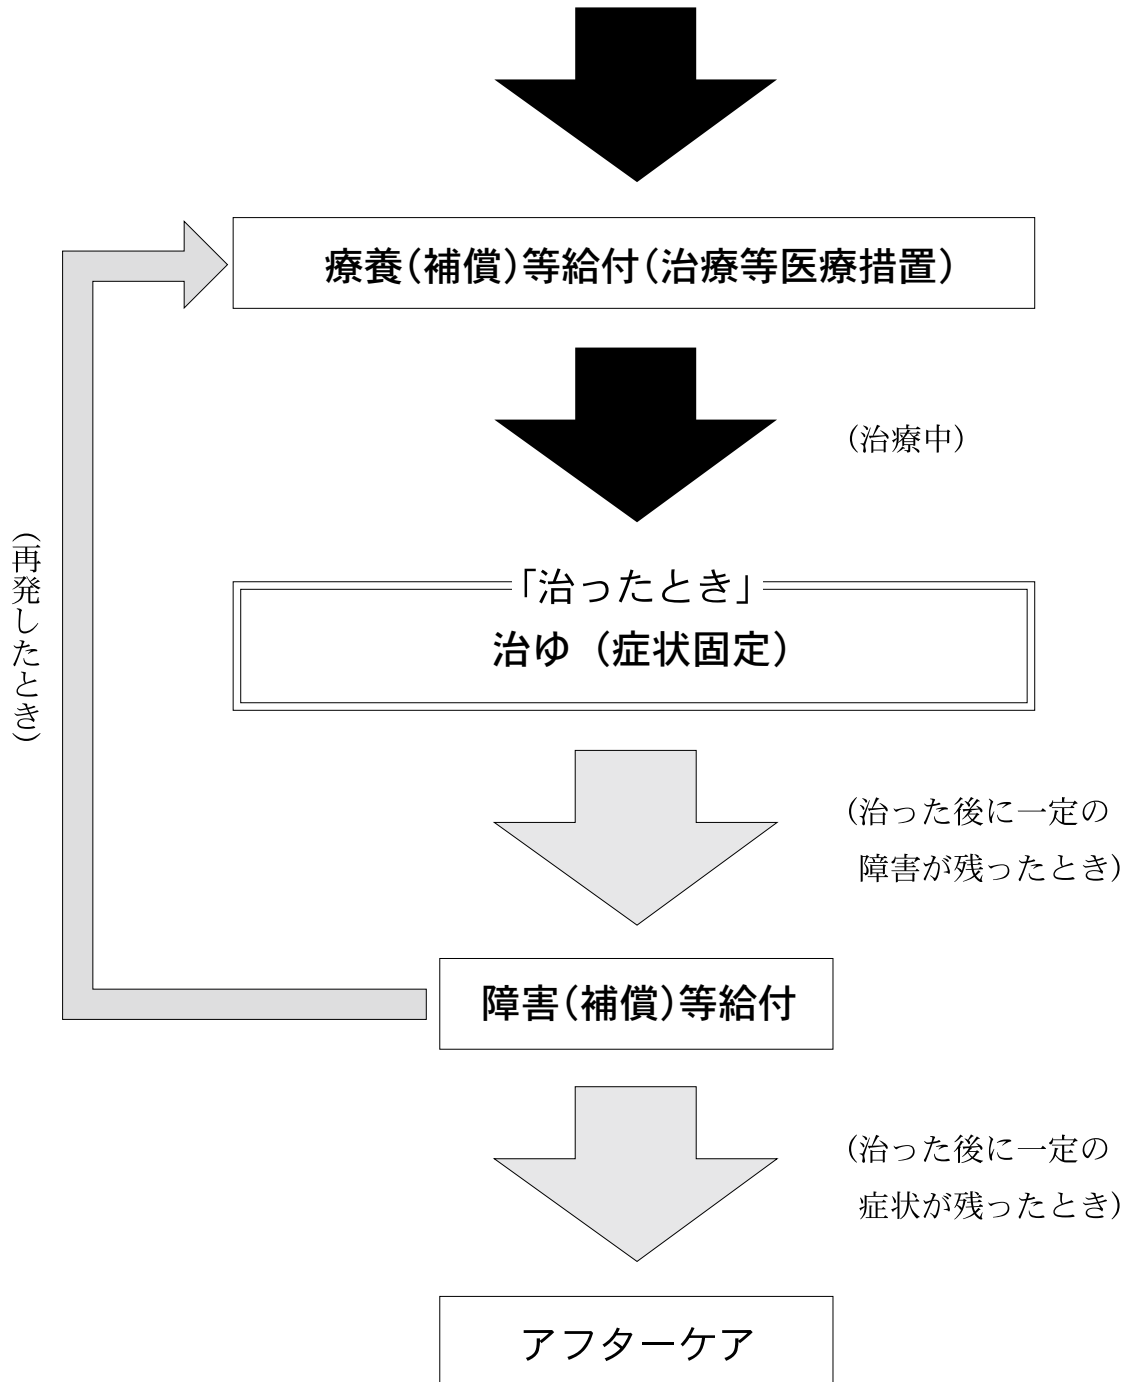 療養(補償)等給付(治療等医療措置)
(治療中)
(再発したとき)
「治ったとき」
治ゆ(症状固定)
(治った後に一定の
障害が残ったとき)
障害(補償)等給付
(治った後に一定の
症状が残ったとき)
アフターケア